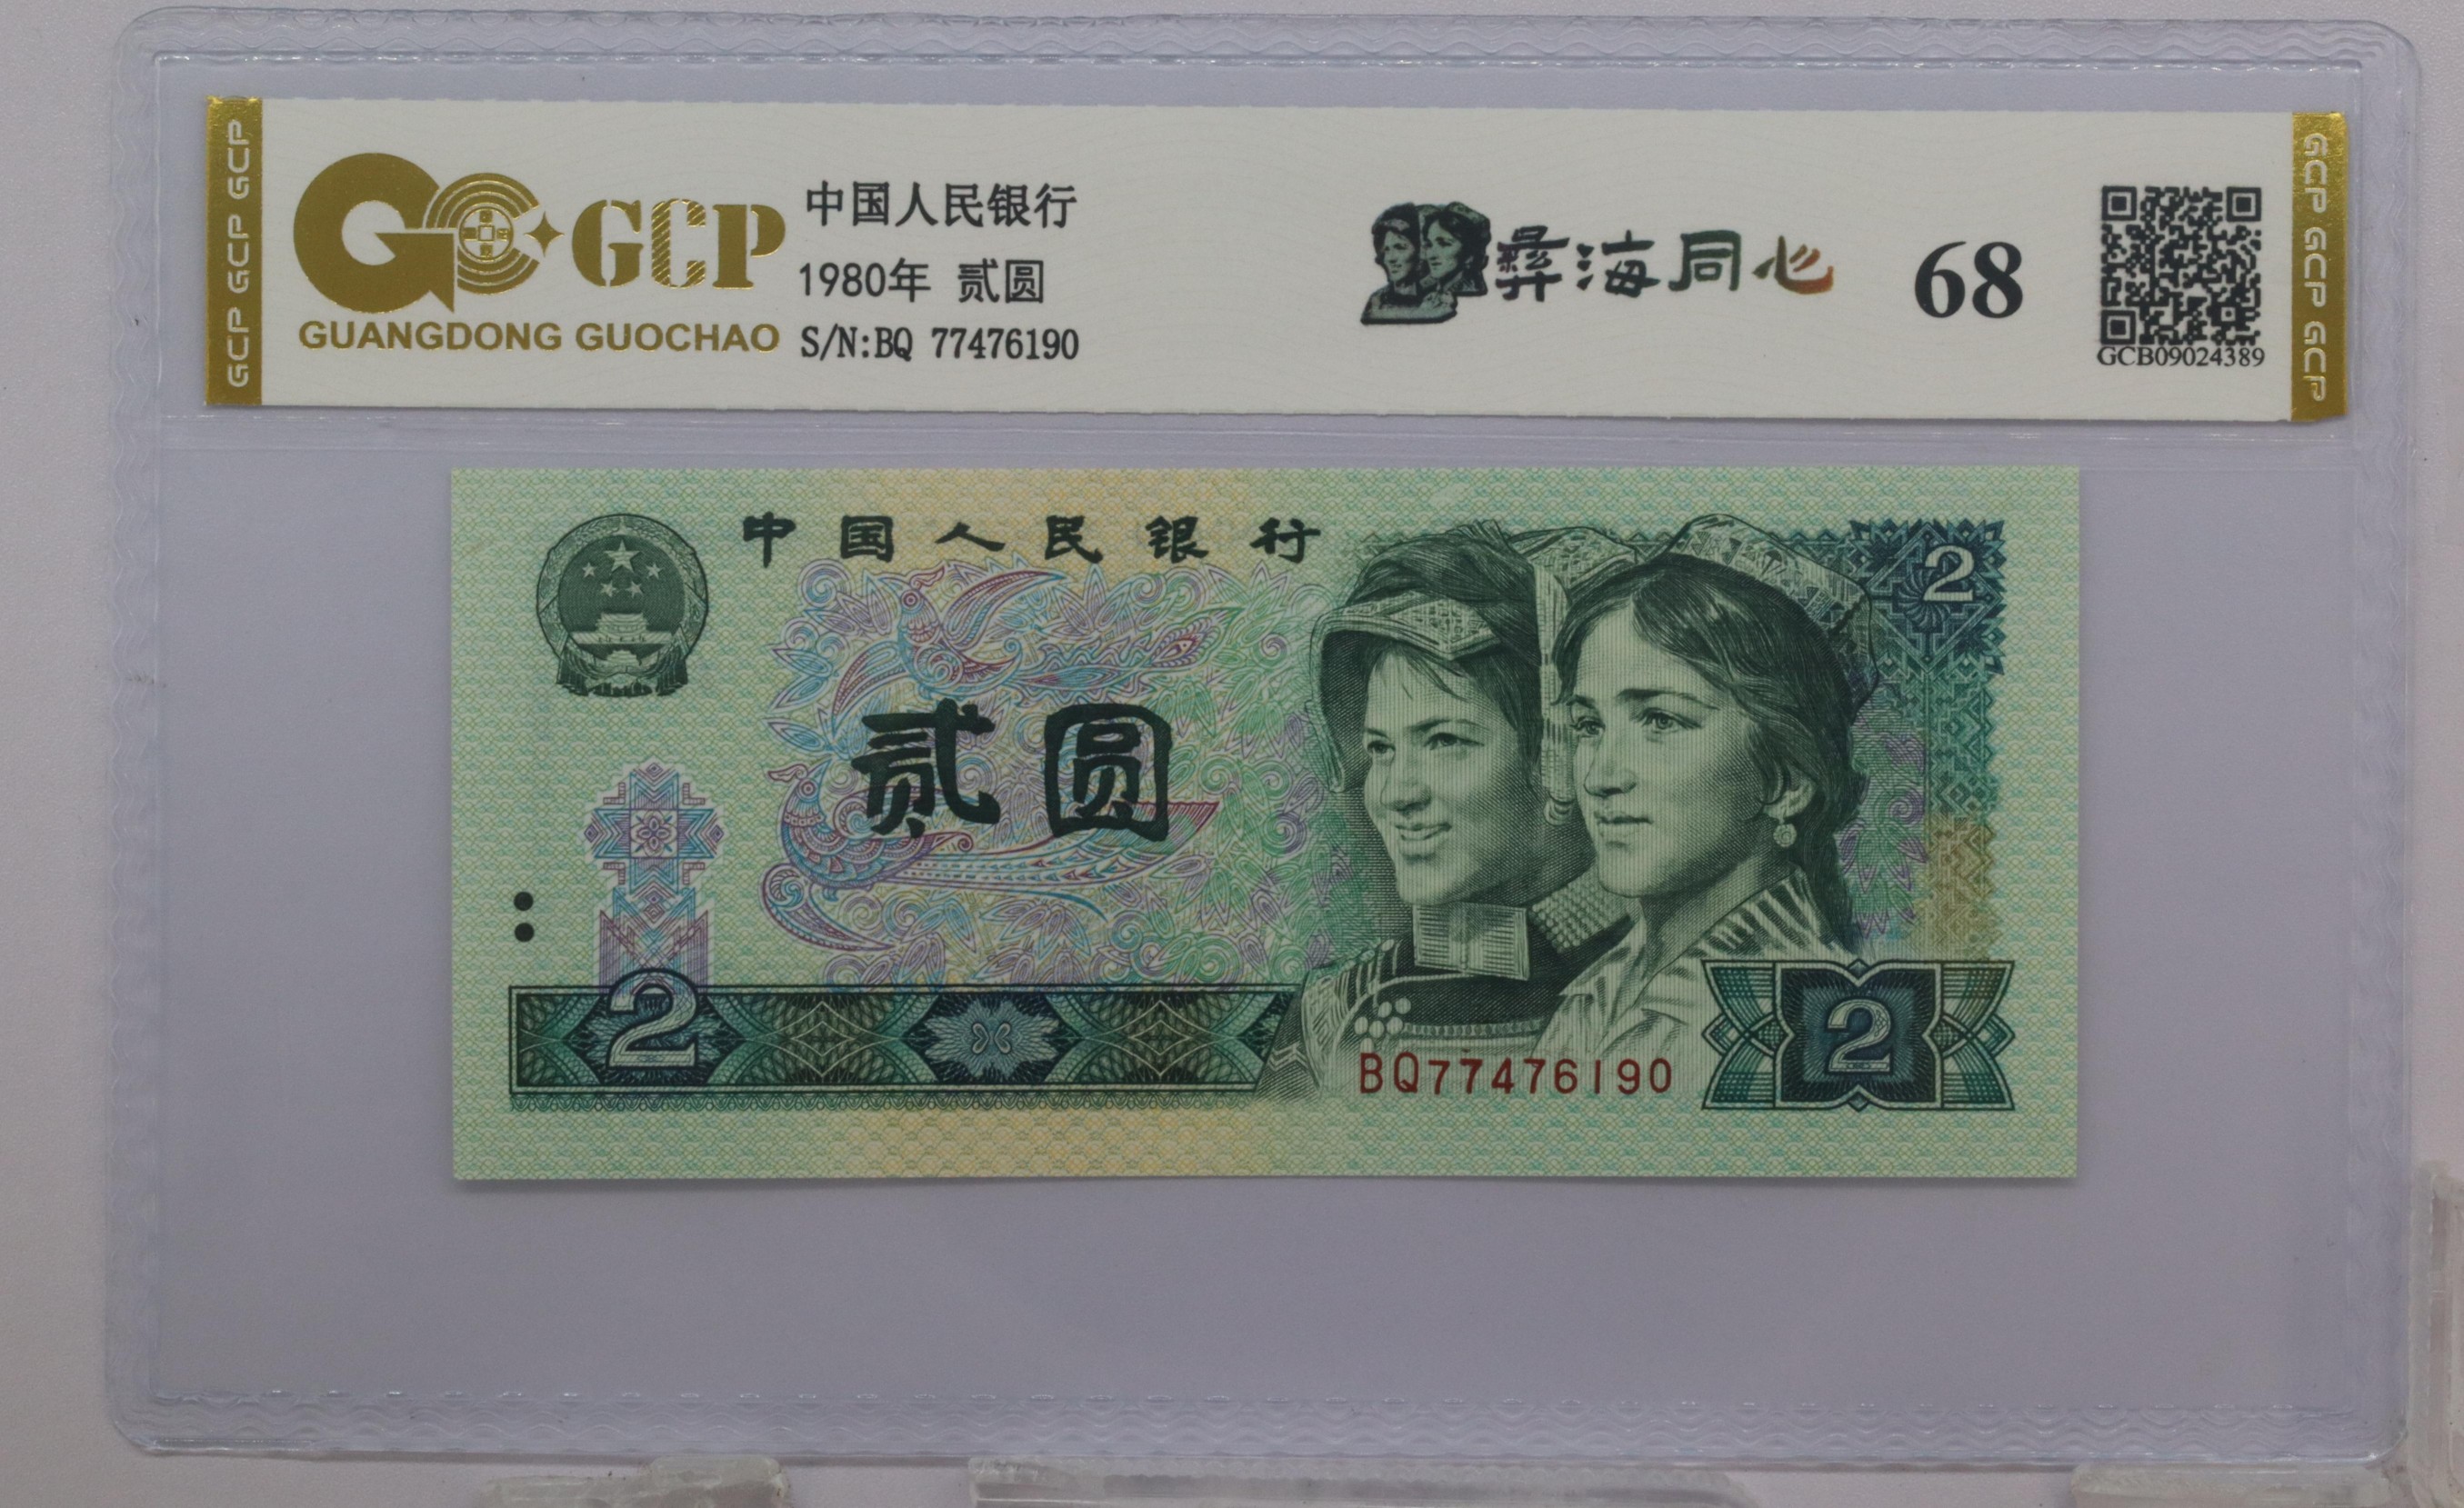 GCP GCP GCP
GCP
GUANGDONG GUOCHAO
中国人民银行
1980年 贰圆
S/N:BQ 77476190
彝海同心
68
GCB09024389
GCP GCP GCP
中国人民银行
2
贰圆
2
BQ77476190
2